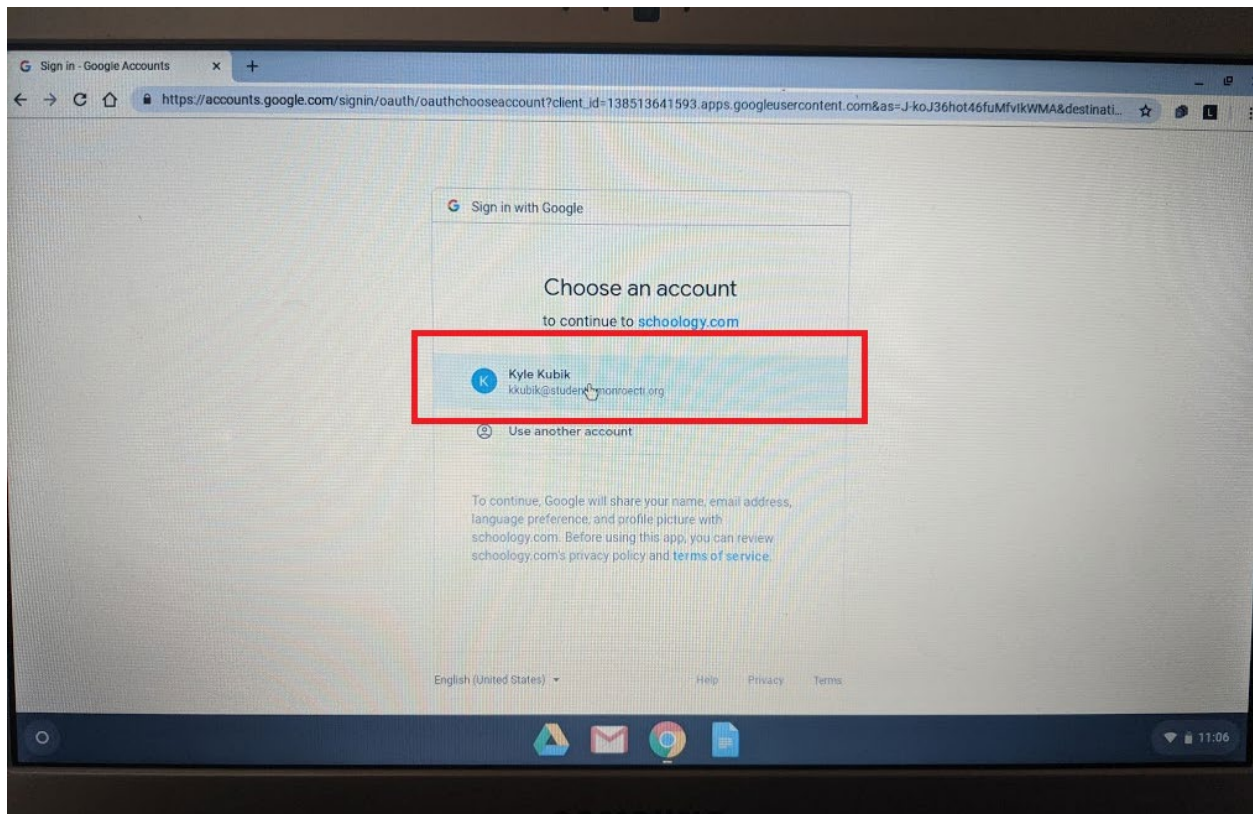 Sign in - Google Accounts
https://accounts.google.com/signin/oauth/oauthchooseaccount?client_id=138513641593.apps.googleusercontent.com&as=J-koJ36hot46fuMfvIkWMA&destinati...
L
G Sign in with Google
Choose an account
to continue to schoology.com
K
Kyle Kubik
kkubik@studen monroecti.org
Use another account
To continue, Google will share your name, email address,
language preference, and profile picture with
schoology.com. Before using this app, you can review
schoology.com's privacy policy and terms of service.
English (United States)
Help Privacy Terms
11:06